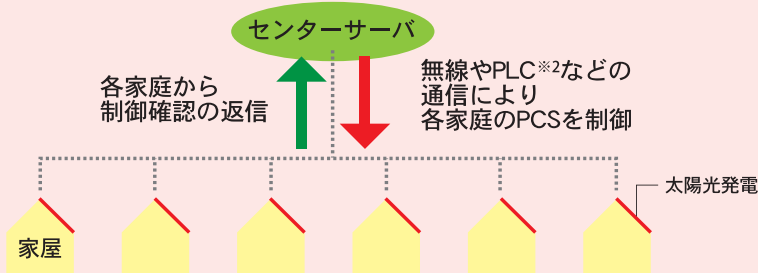 センターサーバ
各家庭から
制御確認の返信
無線やPLC※2などの
通信により
各家庭のPCSを制御
太陽光発電
家屋